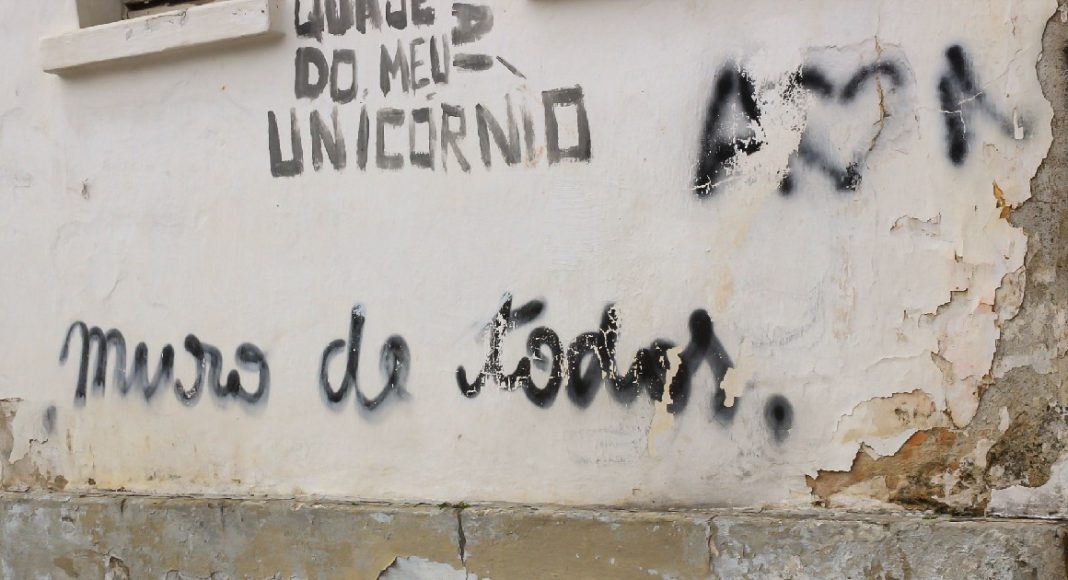 DO MEU
UNICÓRNIO
muro de todos.